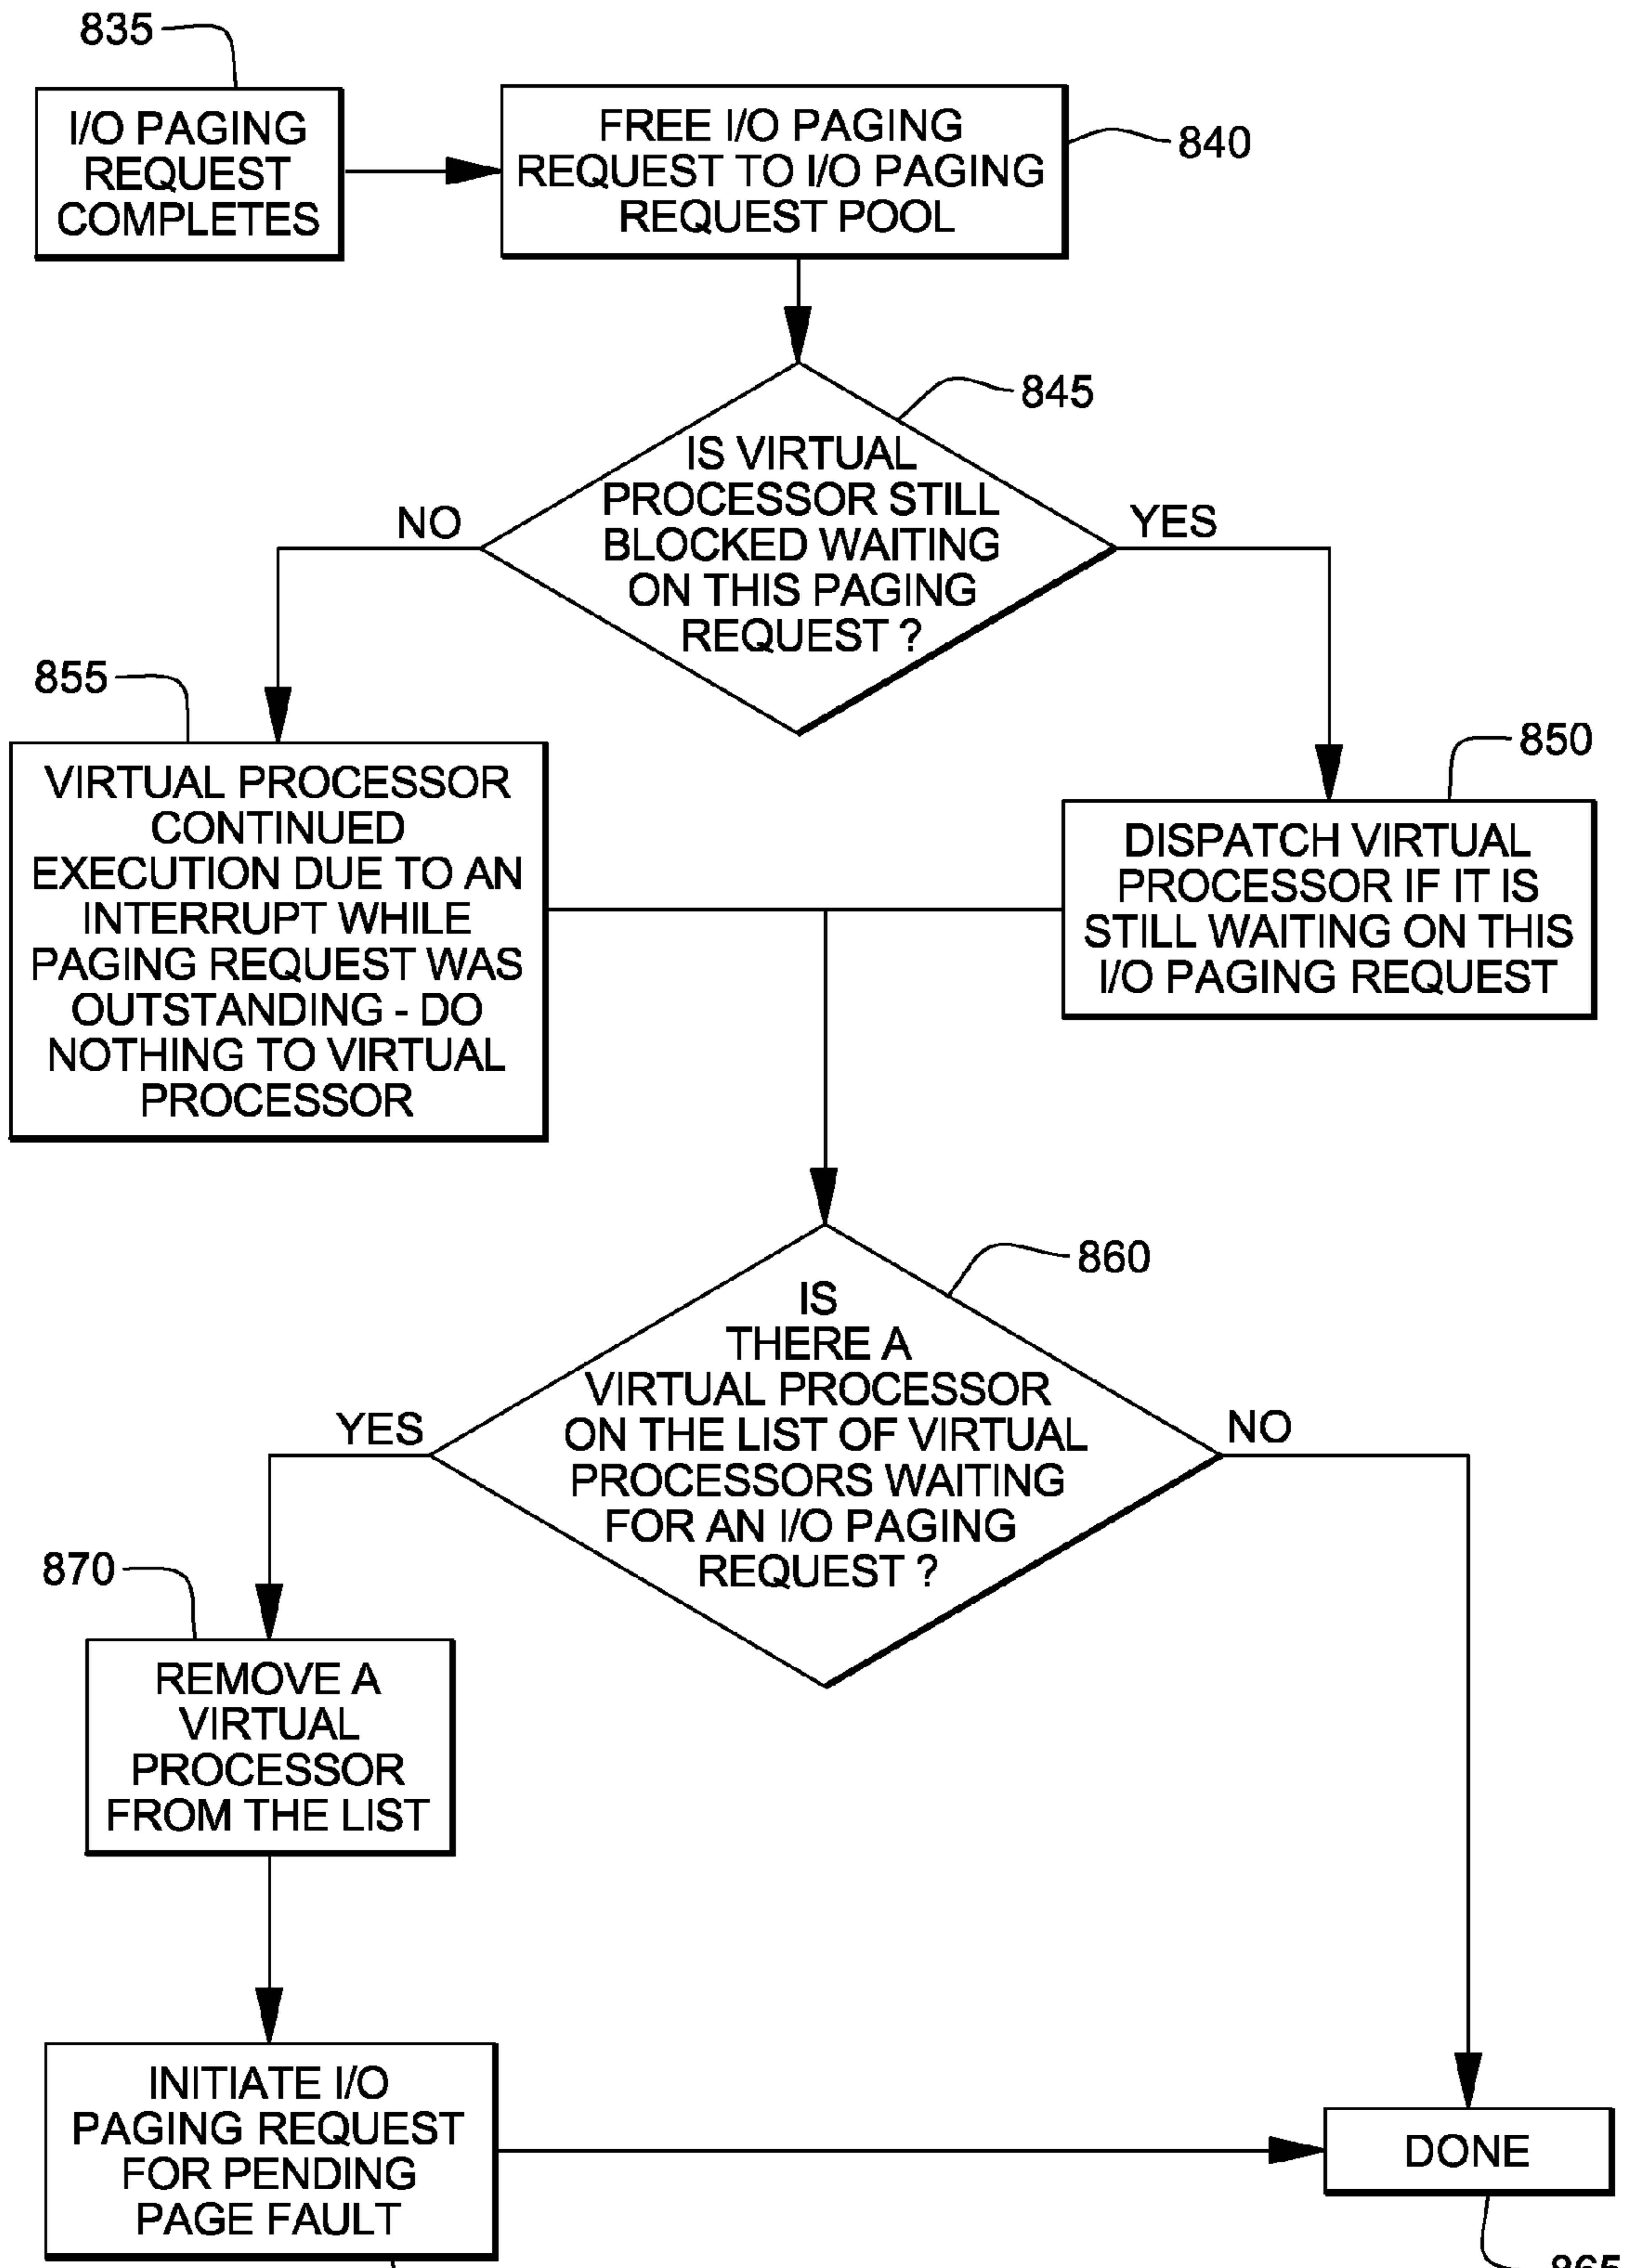 835
I/O PAGING
REQUEST
COMPLETES
FREE I/O PAGING
REQUEST TO I/O PAGING
REQUEST POOL
840
845
IS VIRTUAL
PROCESSOR STILL
BLOCKED WAITING
ON THIS PAGING
REQUEST ?
NO
YES
855
VIRTUAL PROCESSOR
CONTINUED
EXECUTION DUE TO AN
INTERRUPT WHILE
PAGING REQUEST WAS
OUTSTANDING - DO
NOTHING TO VIRTUAL
PROCESSOR
850
DISPATCH VIRTUAL
PROCESSOR IF IT IS
STILL WAITING ON THIS
I/O PAGING REQUEST
860
IS
THERE A
VIRTUAL PROCESSOR
ON THE LIST OF VIRTUAL
PROCESSORS WAITING
FOR AN I/O PAGING
REQUEST ?
YES
NO
870
REMOVE A
VIRTUAL
PROCESSOR
FROM THE LIST
INITIATE I/O
PAGING REQUEST
FOR PENDING
PAGE FAULT
DONE
865